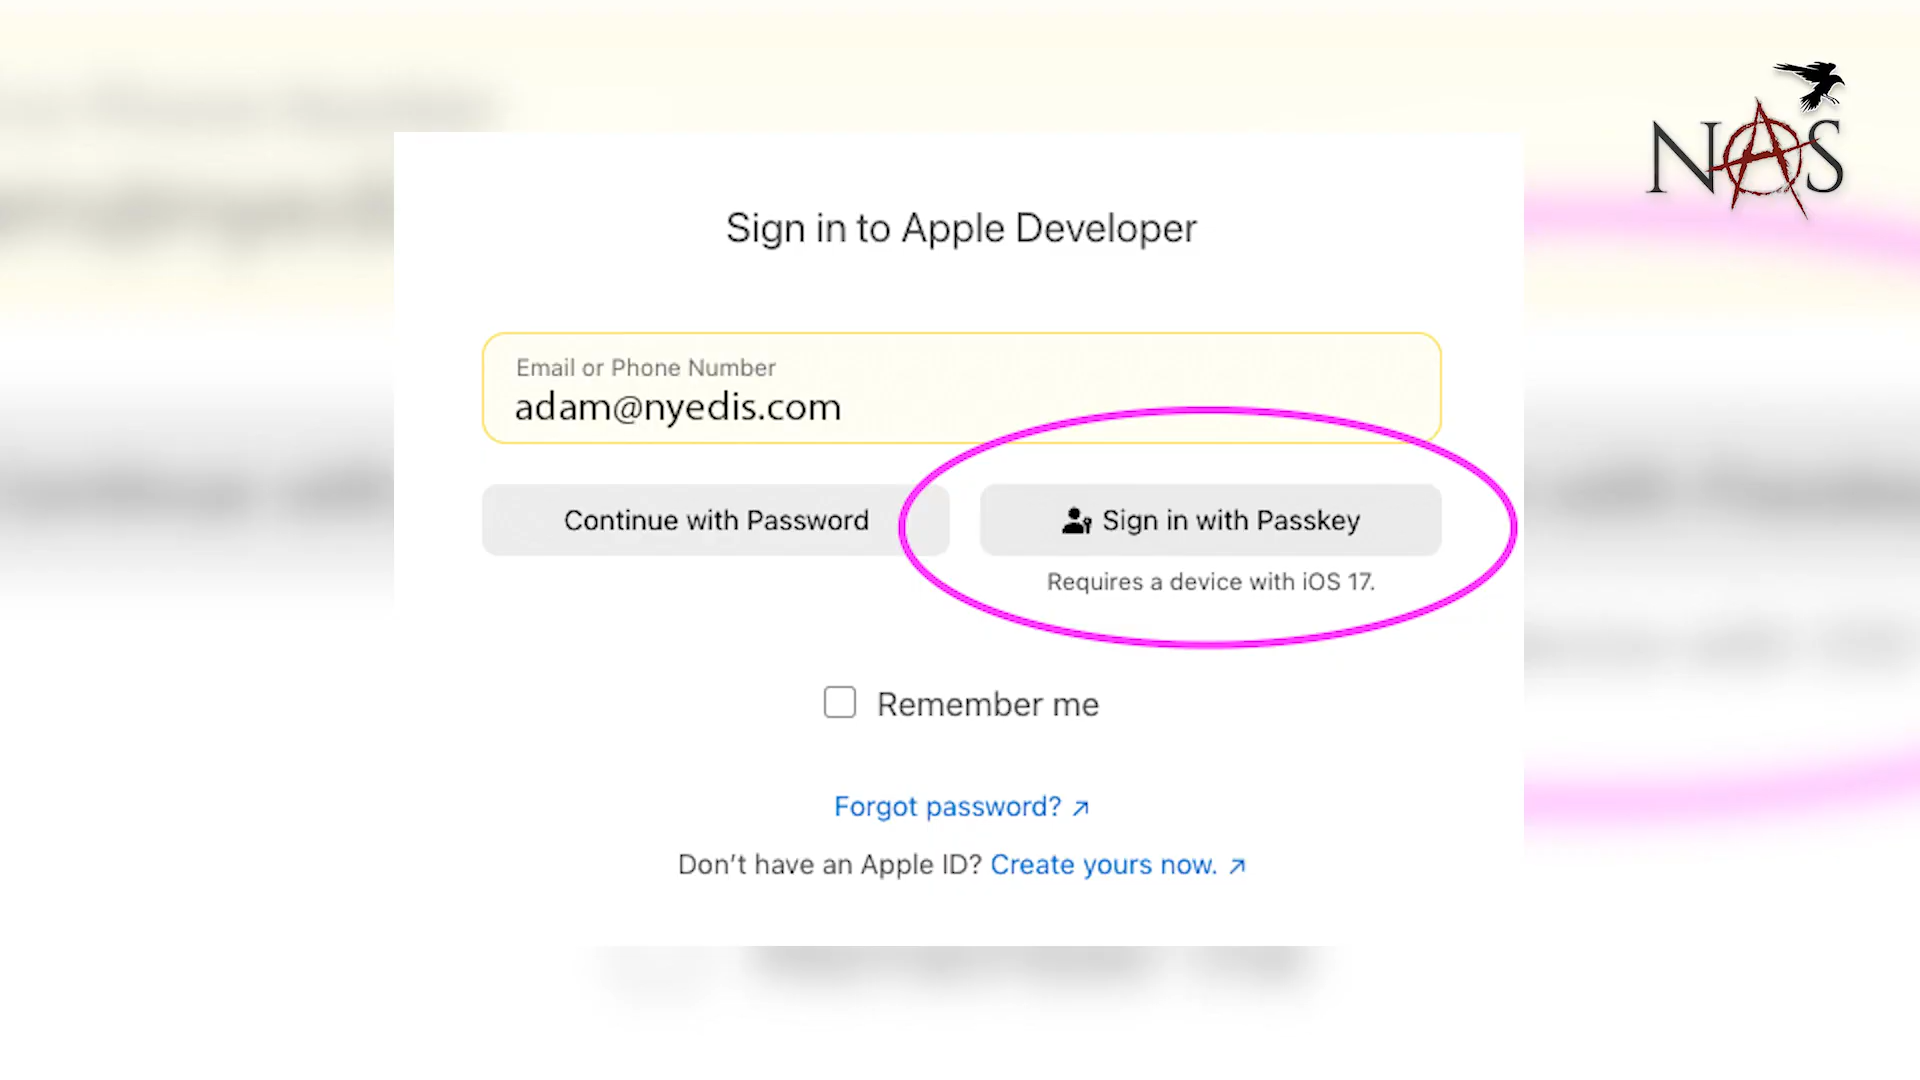 NAS
Sign in to Apple Developer
Email or Phone Number
adam@nyedis.com
Continue with Password
Sign in with Passkey
Requires a device with iOS 17.
Remember me
Forgot password? ↗
Don’t have an Apple ID? Create yours now. ↗